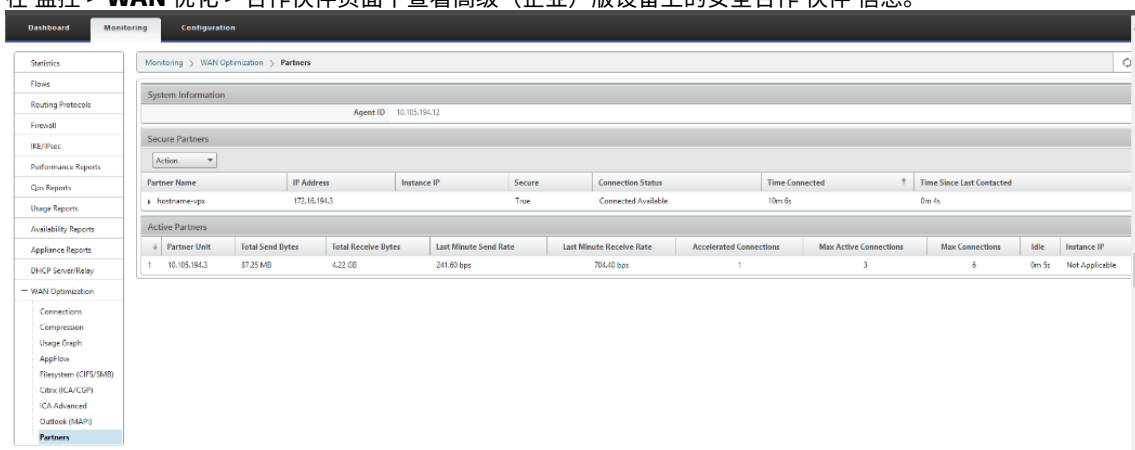 在 监控 > WAN 优化 > 合作伙伴页面下查看高级（企业）版设备上的安全合作 伙伴 信息。
Dashboard Monitoring Configuration
Monitoring > WAN Optimization > Partners
Statistics
Flows
Routing Protocols
Firewall
IKE/IPsec
Performance Reports
Qos Reports
Usage Reports
Availability Reports
Appliance Reports
DHCP Server/Relay
— WAN Optimization
Connections
Compression
Usage Graph
AppFlow
Filesystem (CIFS/SMB)
Citrix (ICA/CGP)
ICA Advanced
Outlook (MAPI)
Partners
System Information
Agent ID 10.105.194.12
Secure Partners
Action
Partner Name IP Address Instance IP Secure Connection Status Time Connected Time Since Last Contacted
hostname-vpx 172.16.194.3 True Connected Available 10m 6s 0m 4s
Active Partners
Partner Unit Total Send Bytes Total Receive Bytes Last Minute Send Rate Last Minute Receive Rate Accelerated Connections Max Active Connections Max Connections Idle Instance IP
1 10.105.194.3 87.25 MB 4.22 GB 241.60 bps 784.40 bps 1 3 6 0m 5s Not Applicable